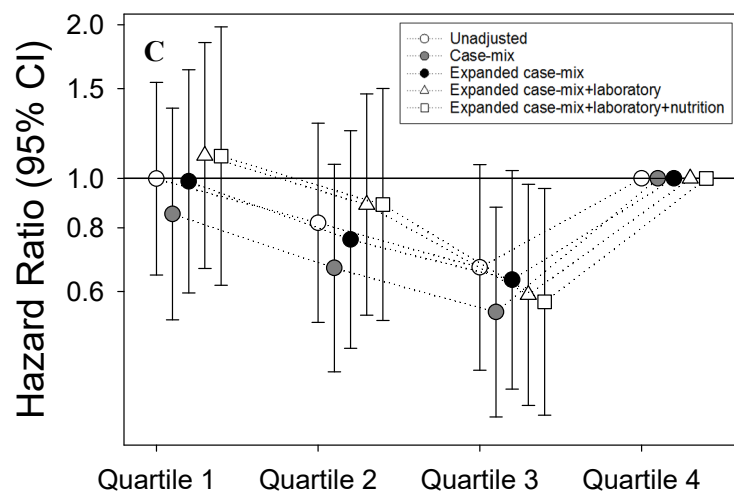 C
Unadjusted
Case-mix
Expanded case-mix
Expanded case-mix+laboratory
Expanded case-mix+laboratory+nutrition
Hazard Ratio (95% CI)
2.0
1.5
1.0
0.8
0.6
Quartile 1
Quartile 2
Quartile 3
Quartile 4